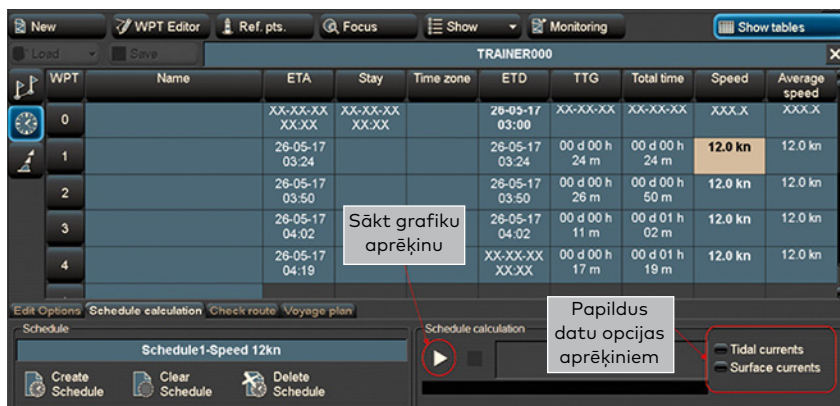 New WPT Editor Ref. pts. Focus Show Monitoring Show tables
Load Save TRAINER000
WPT Name ETA Stay Time zone ETD TTG Total time Speed Average speed
0 XX-XX-XX XX:XX XX-XX-XX XX:XX 26-05-17 03:00 XX-XX-XX XX-XX-XX XXX.X XXX.X
1 26-05-17 03:24 26-05-17 03:24 00 d 00 h 24 m 00 d 00 h 24 m 12.0 kn 12.0 kn
2 26-05-17 03:50 26-05-17 03:50 00 d 00 h 26 m 00 d 00 h 50 m 12.0 kn 12.0 kn
3 26-05-17 04:02 26-05-17 04:02 00 d 00 h 11 m 00 d 01 h 02 m 12.0 kn 12.0 kn
4 26-05-17 04:19 XX-XX-XX XX:XX 00 d 00 h 17 m 00 d 01 h 19 m 12.0 kn 12.0 kn
Sākt grafiku
aprēķinu
Edit Options Schedule calculation Check route Voyage plan
Schedule
Schedule1-Speed 12kn
Create Schedule Clear Schedule Delete Schedule
Schedule calculation
Papildus
datu opcijas
aprēķiniem
Tidal currents
Surface currents